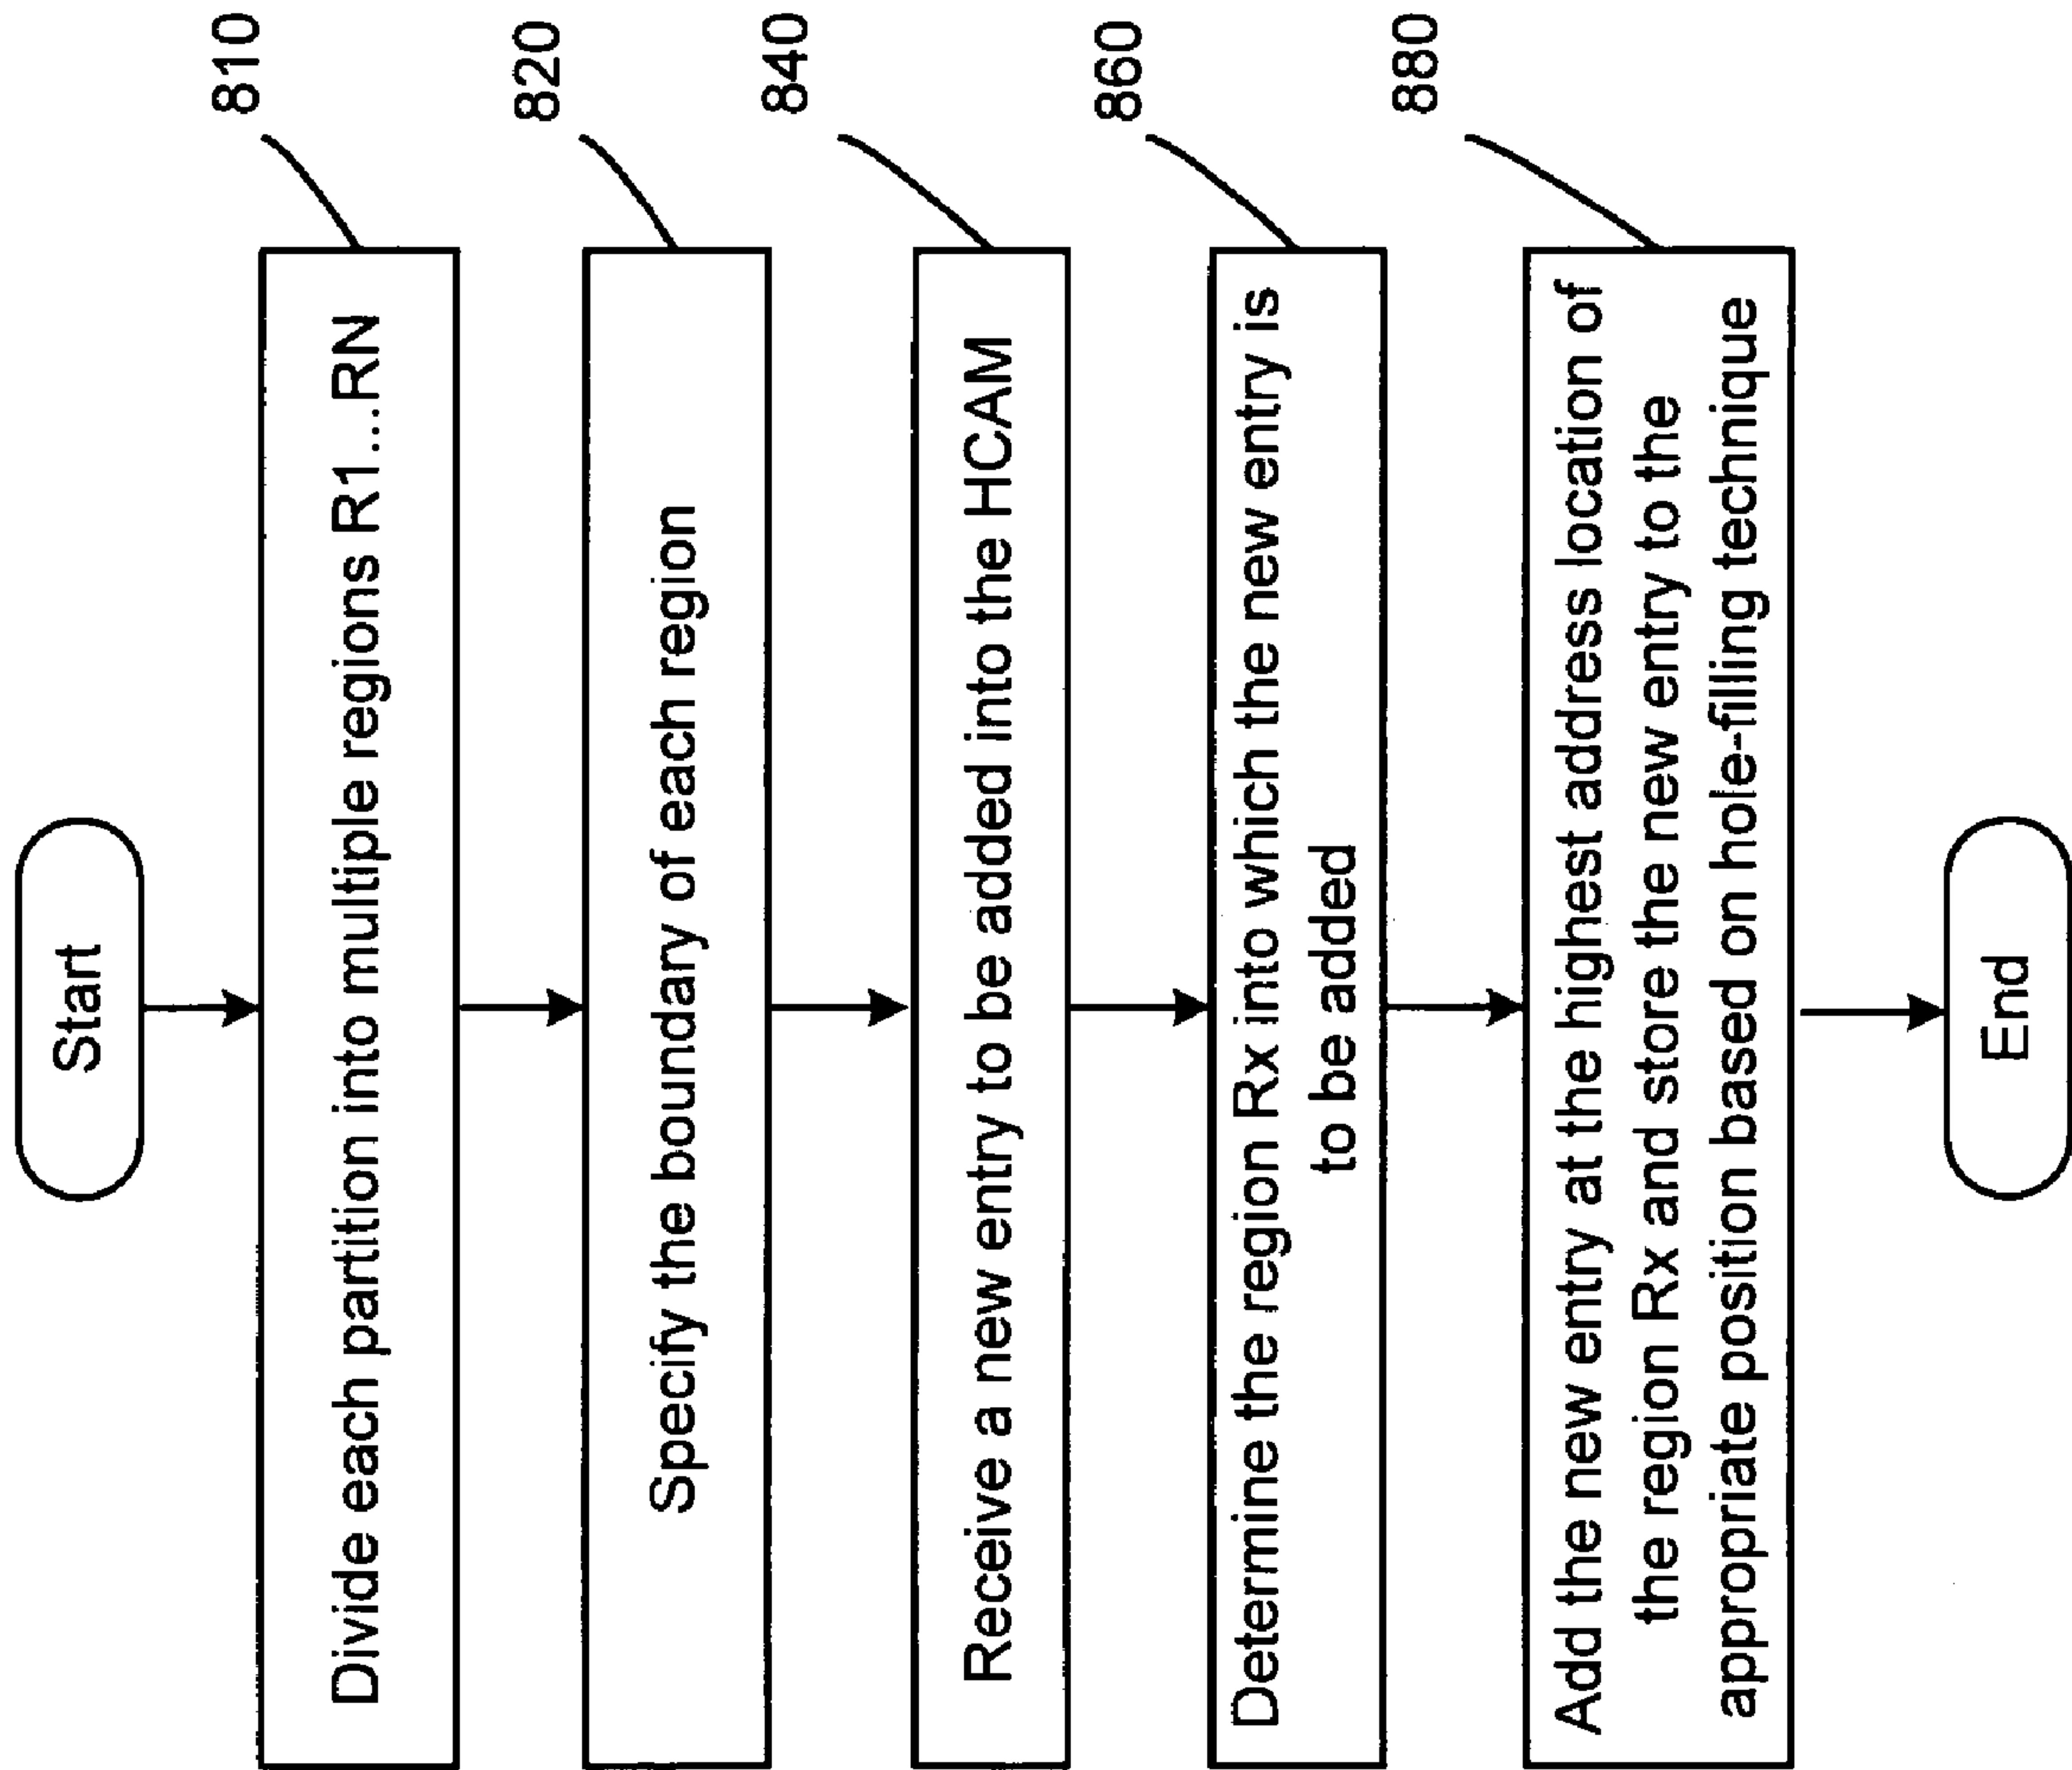 Start
Divide each partition into multiple regions R1...RN
810
Specify the boundary of each region
820
Receive a new entry to be added into the HCAM
840
Determine the region Rx into which the new entry is
to be added
860
Add the new entry at the highest address location of
the region Rx and store the new entry to the
appropriate position based on hole-filling technique
880
End